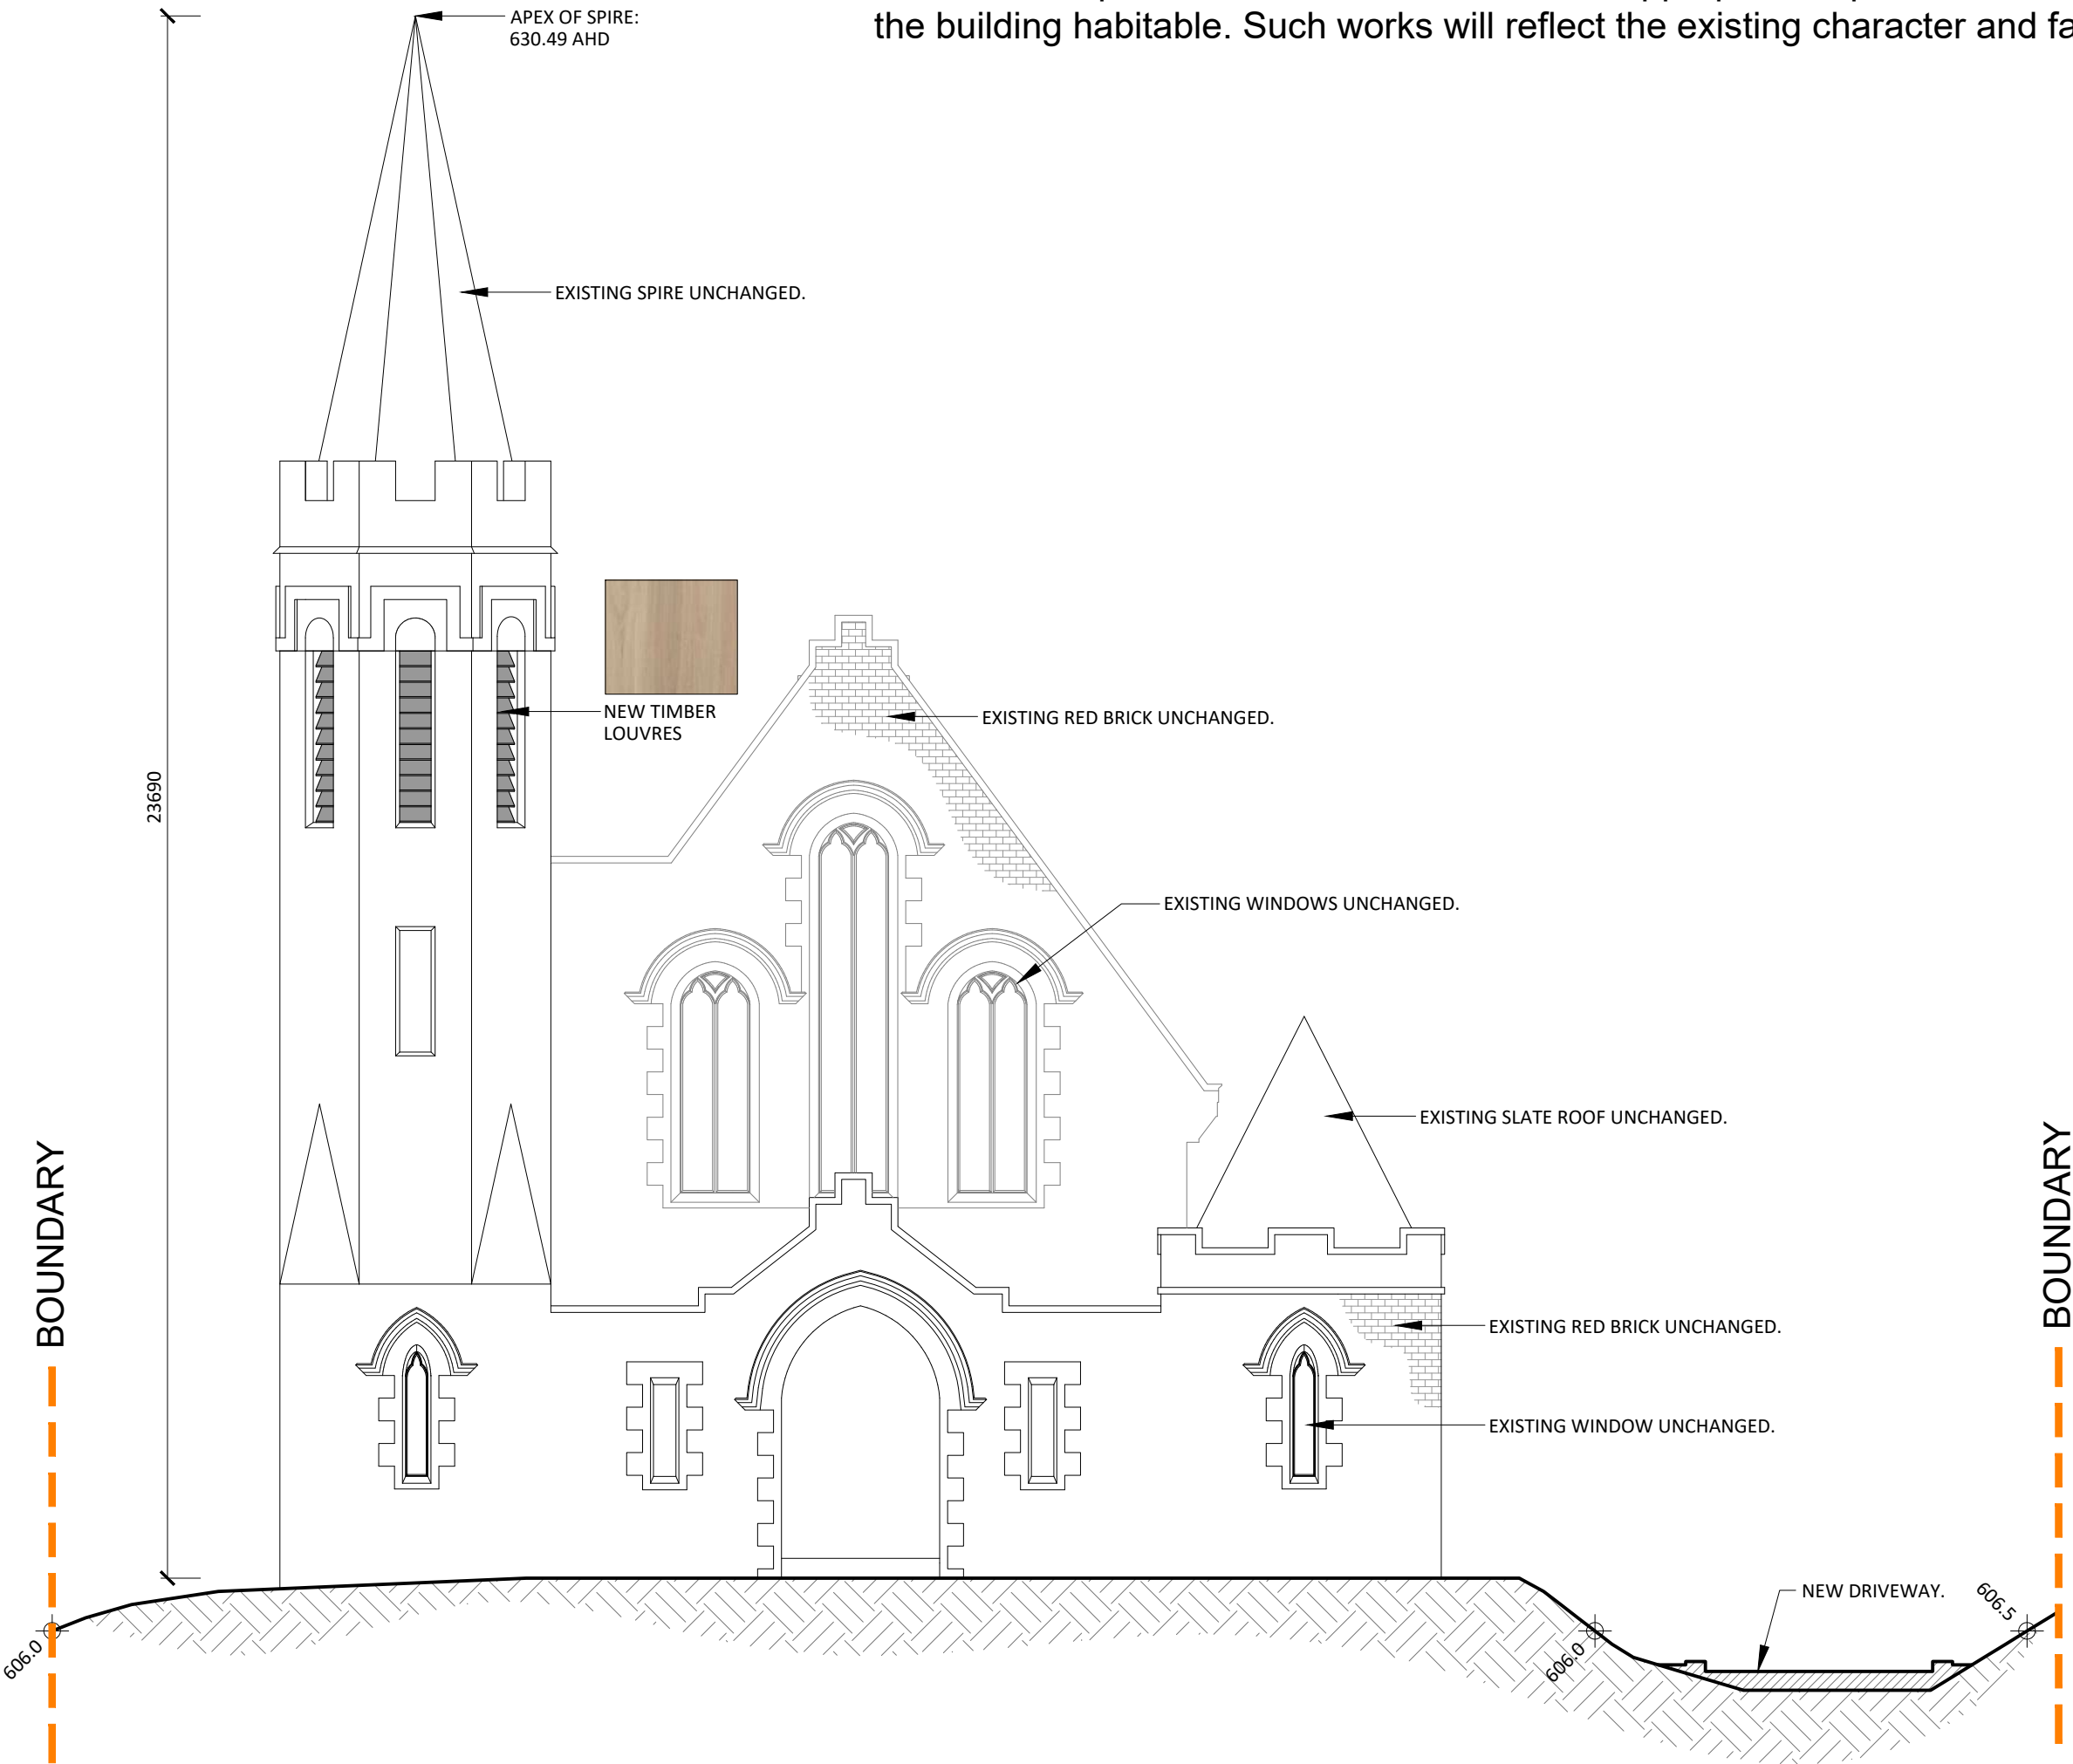 the building habitable. Such works will reflect the existing character and
APEX OF SPIRE:
630.49 AHD
EXISTING SPIRE UNCHANGED.
NEW TIMBER
LOUVRES
EXISTING RED BRICK UNCHANGED.
23690
EXISTING WINDOWS UNCHANGED.
EXISTING SLATE ROOF UNCHANGED.
BOUNDARY
BOUNDARY
EXISTING RED BRICK UNCHANGED.
EXISTING WINDOW UNCHANGED.
NEW DRIVEWAY.
606.0
606.0
606.5